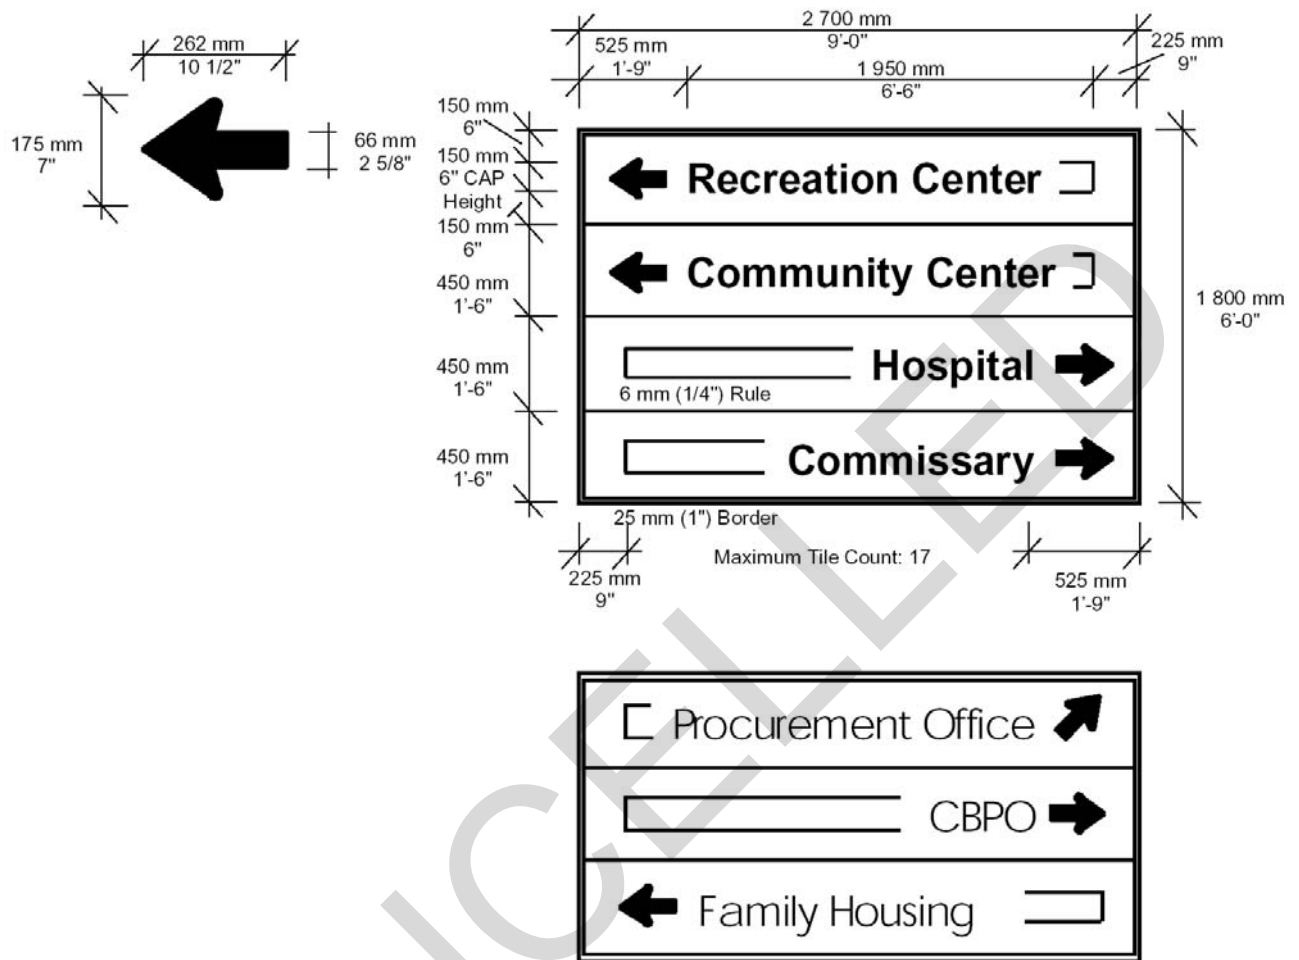 2 700 mm
9'-0"
525 mm
1'-9"
1 950 mm
6'-6"
225 mm
9"
262 mm
10 1/2"
175 mm
7"
66 mm
2 5/8"
150 mm
6"
150 mm
6" CAP
Height
150 mm
6"
450 mm
1'-6"
450 mm
1'-6"
450 mm
1'-6"
Recreation Center
Community Center
Hospital
6 mm (1/4") Rule
Commissary
1 800 mm
6'-0"
25 mm (1") Border
Maximum Tile Count: 17
225 mm
9"
525 mm
1'-9"
Procurement Office
CBPO
Family Housing
NCELLED